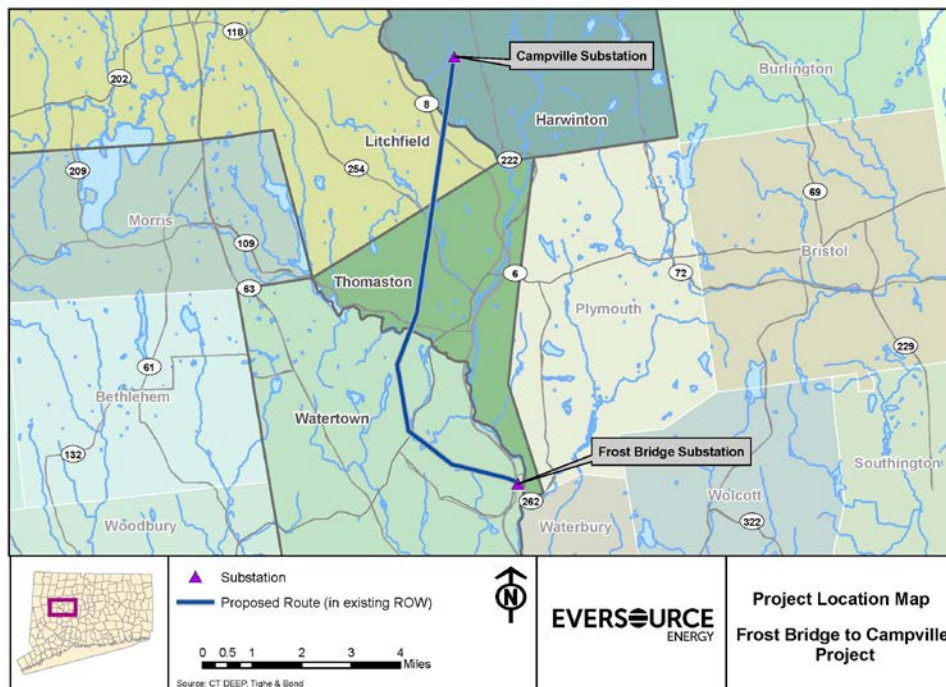 118
Campville Substation
202
Burlington
8
Harwinton
Litchfield
222
209
254
69
Morris
109
Bristol
Thomaston
6
72
63
Plymouth
229
61
Bethlehem
Watertown
Frost Bridge Substation
132
Southington
262
Wolcott
Woodbury
Waterbury
322
Substation
Proposed Route (in existing ROW)
N
0 0.5 1 2 3 4
Miles
Source: CT DEEP, Tighe & Bond
EVERSOURCE
ENERGY
Project Location Map
Frost Bridge to Campville
Project